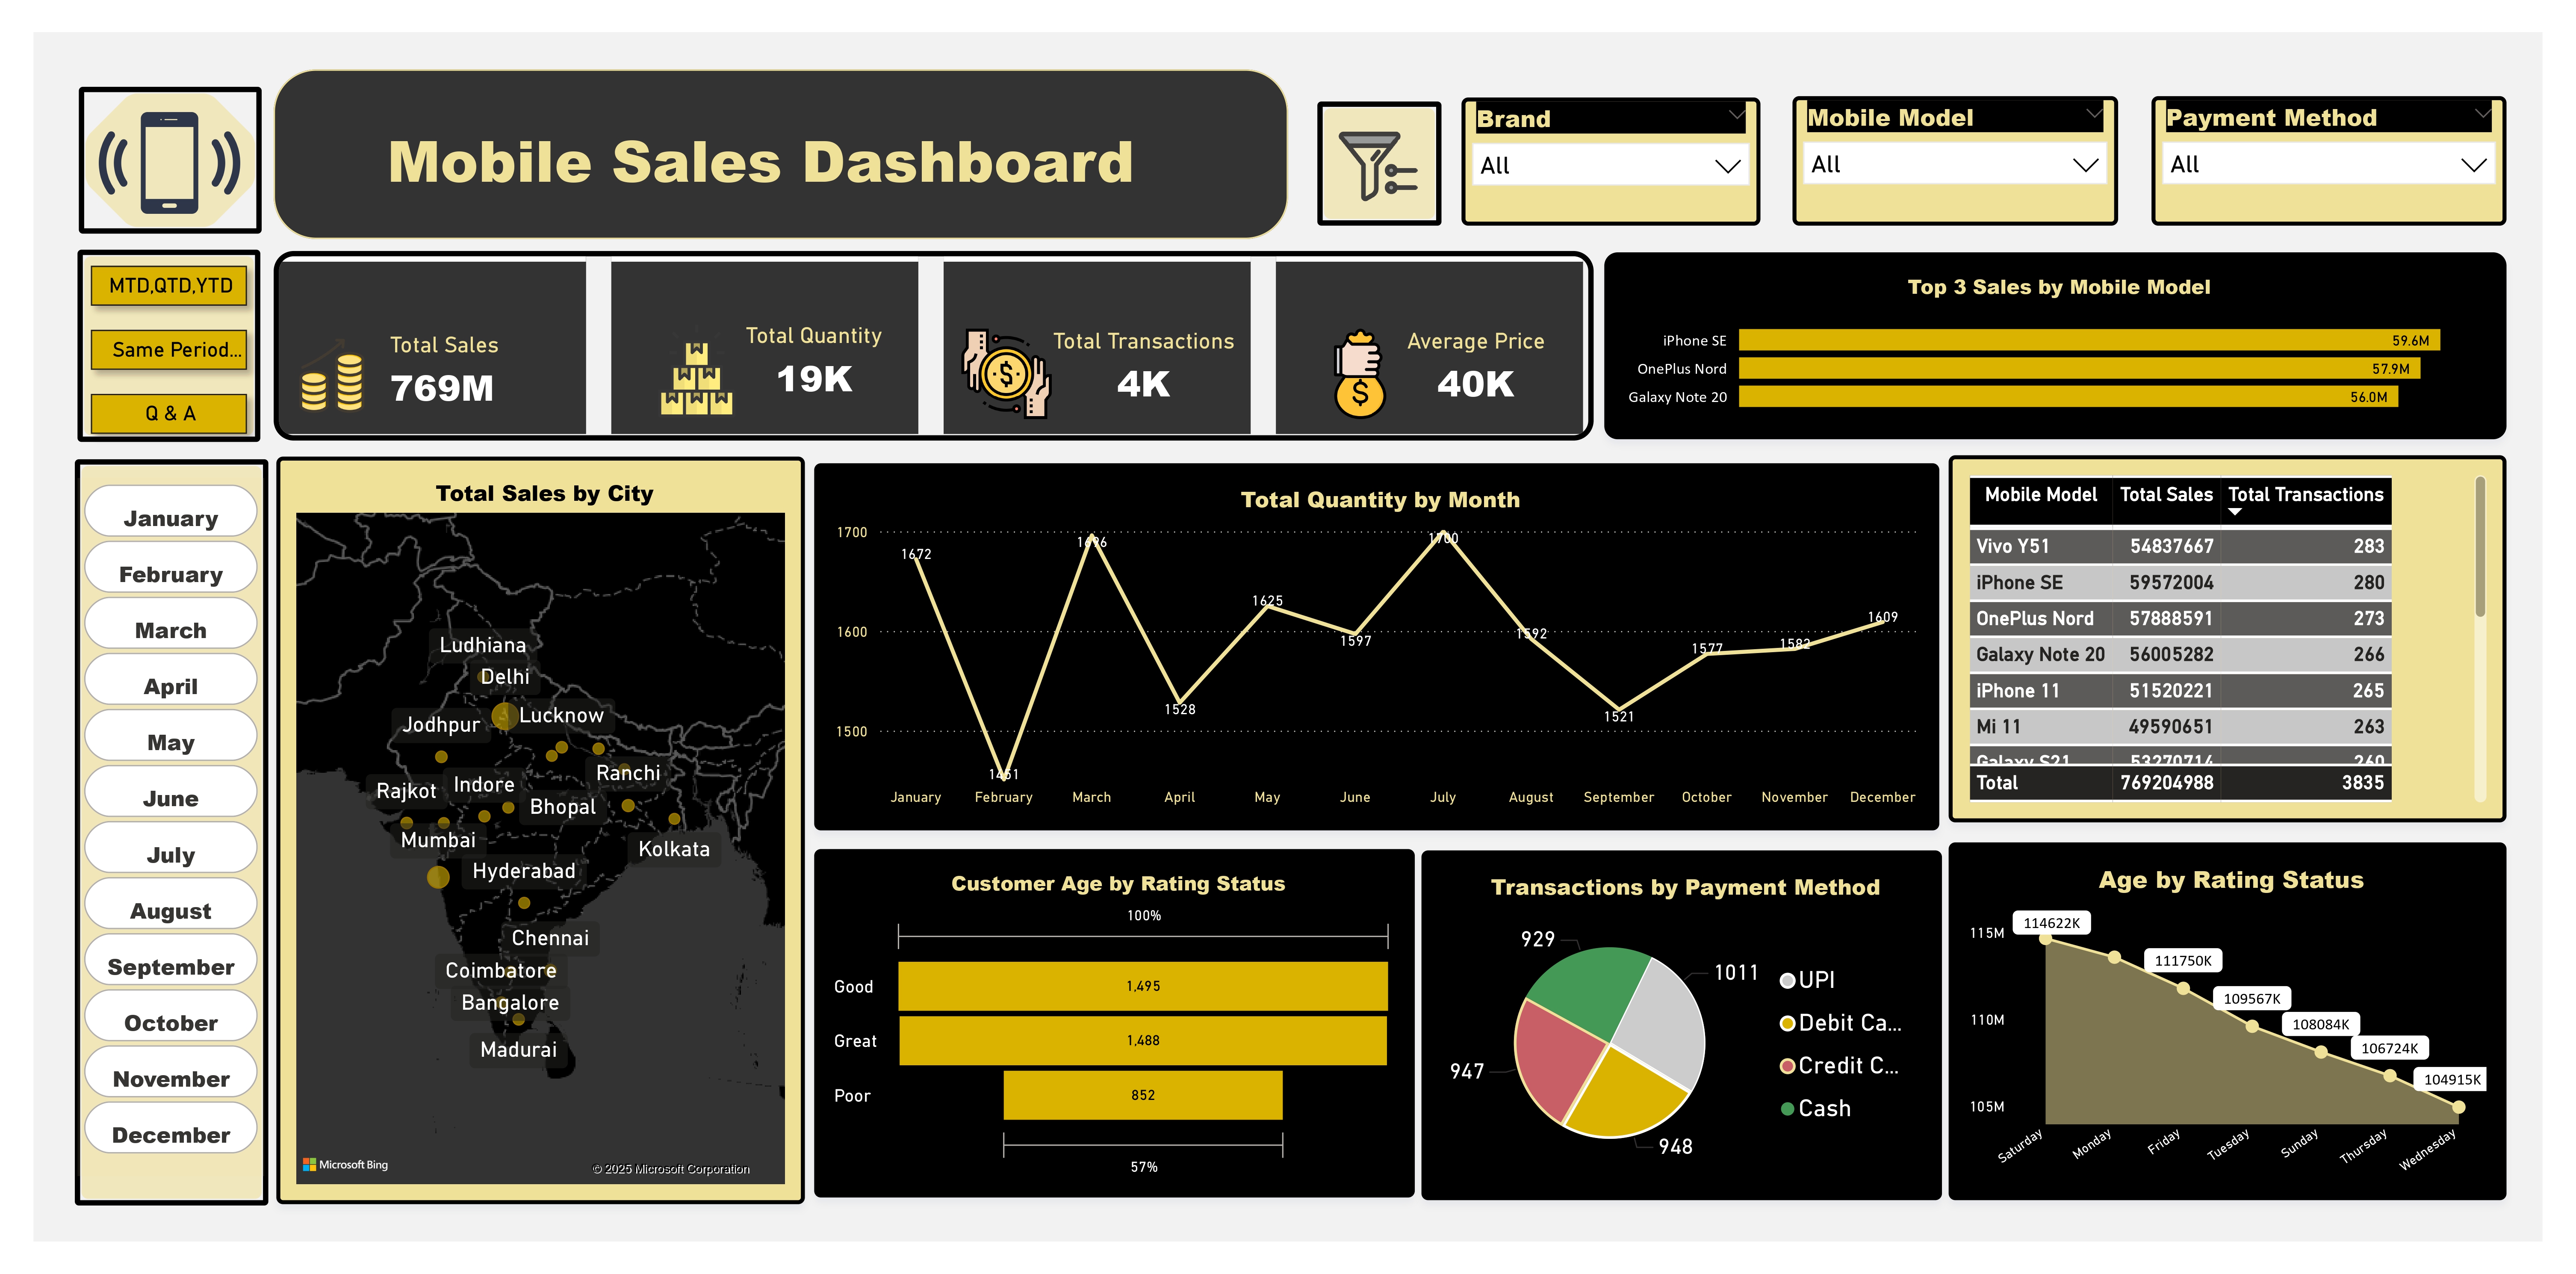 Mobile Sales Dashboard
Brand
All
Mobile Model
All
Payment Method
All
MTD,QTD,YTD
Same Period...
Q & A
Total Sales
769M
Total Quantity
19K
Total Transactions
4K
Average Price
40K
Top 3 Sales by Mobile Model
iPhone SE 59.6M
OnePlus Nord 57.9M
Galaxy Note 20 56.0M
January
February
March
April
May
June
July
August
September
October
November
December
Total Sales by City
Ludhiana
Delhi
Lucknow
Jodhpur
Ranchi
Indore
Rajkot
Bhopal
Mumbai
Kolkata
Hyderabad
Chennai
Coimbatore
Bangalore
Madurai
Microsoft Bing
© 2025 Microsoft Corporation
Total Quantity by Month
1700
1600
1500
1672
1451
1696
1528
1625
1597
1700
1592
1521
1577
1582
1609
January February March April May June July August September October November December
Mobile Model Total Sales Total Transactions
Vivo Y51 54837667 283
iPhone SE 59572004 280
OnePlus Nord 57888591 273
Galaxy Note 20 56005282 266
iPhone 11 51520221 265
Mi 11 49590651 263
Galaxy S21 53270714 260
Total 769204988 3835
Customer Age by Rating Status
100%
Good 1,495
Great 1,488
Poor 852
57%
Transactions by Payment Method
929
1011
947
948
UPI
Debit Ca...
Credit C...
Cash
Age by Rating Status
115M
110M
105M
114622K
111750K
109567K
108084K
106724K
104915K
Saturday Monday Friday Tuesday Sunday Thursday Wednesday